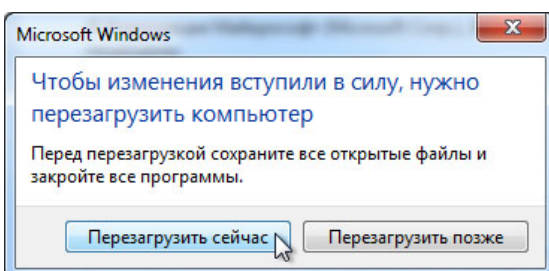 Microsoft Windows
Чтобы изменения вступили в силу, нужно
перезагрузить компьютер
Перед перезагрузкой сохраните все открытые файлы и
закройте все программы.
Перезагрузить сейчас
Перезагрузить позже